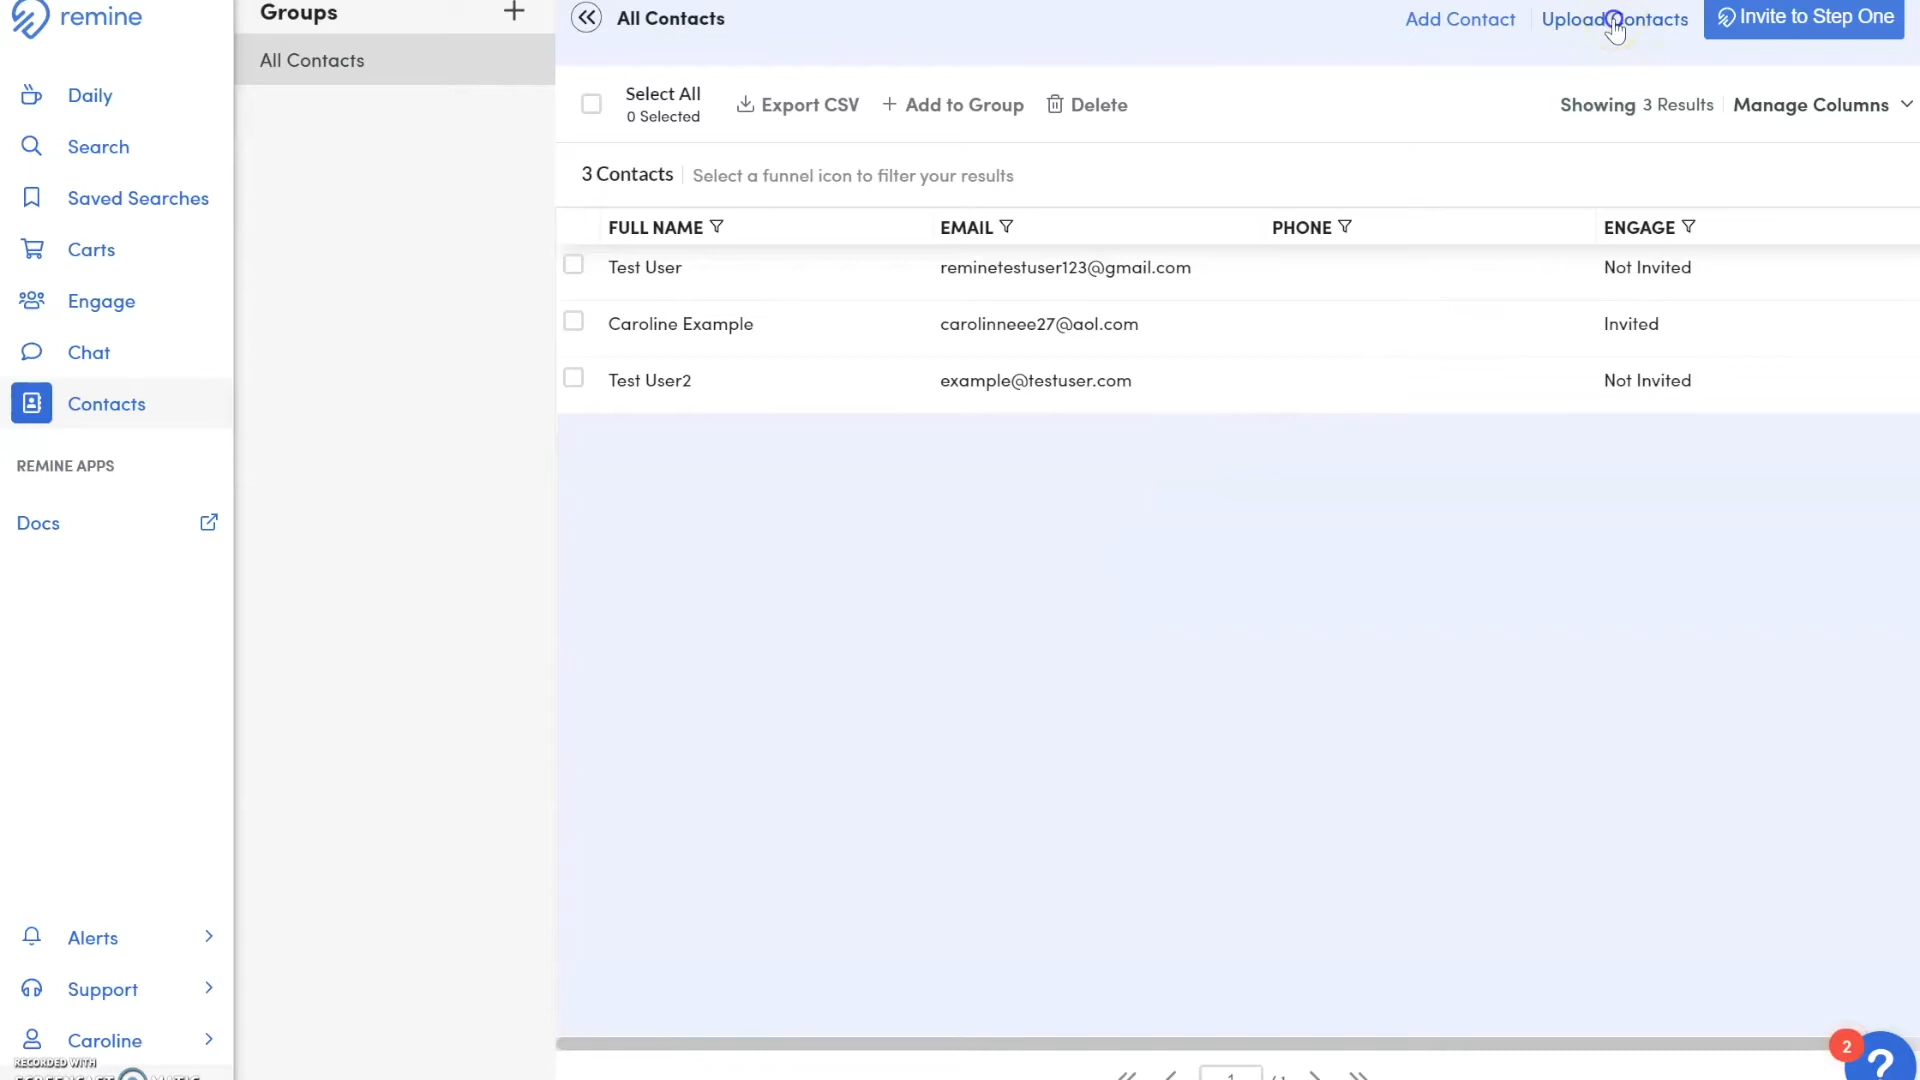 remine
Daily
Search
Saved Searches
Carts
Engage
Chat
Contacts
REMINE APPS
Docs
Alerts
Support
Caroline
RECORDED WITH
Groups
All Contacts
All Contacts
Add Contact
Upload Contacts
Invite to Step One
Select All
0 Selected
Export CSV
Add to Group
Delete
Showing 3 Results
Manage Columns
3 Contacts
Select a funnel icon to filter your results
FULL NAME EMAIL PHONE ENGAGE
Test User reminetestuser123@gmail.com Not Invited
Caroline Example carolinneee27@aol.com Invited
Test User2 example@testuser.com Not Invited
2
?